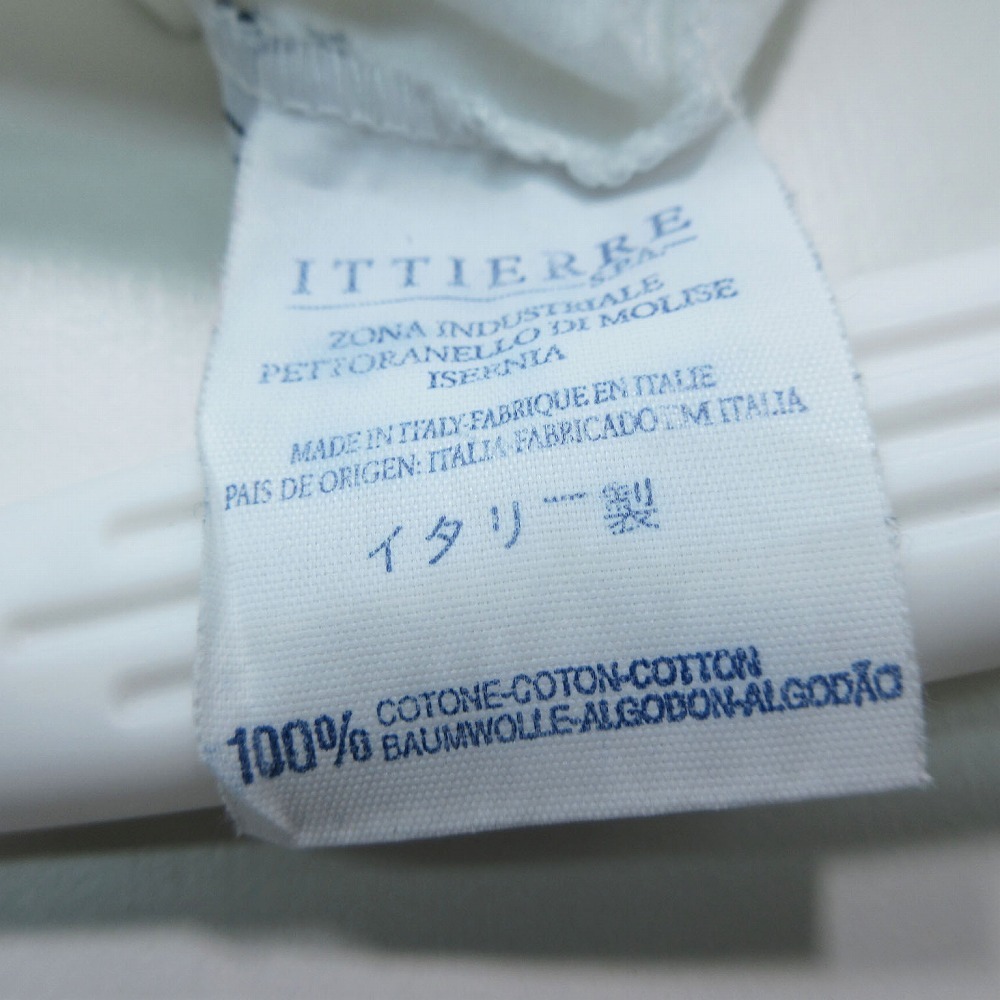 ITTIERRE
SPA
ZONA INDUSTRIALE
PETTORANELLO DI MOLISE
ISERNIA
MADE IN ITALY-FABRIQUE EN ITALIE
PAIS DE ORIGEN: ITALIA-FABRICADO EM ITALIA
イタリー製
100% COTONE-COTON-COTTON
BAUMWOLLE-ALGODON-ALGODÃO